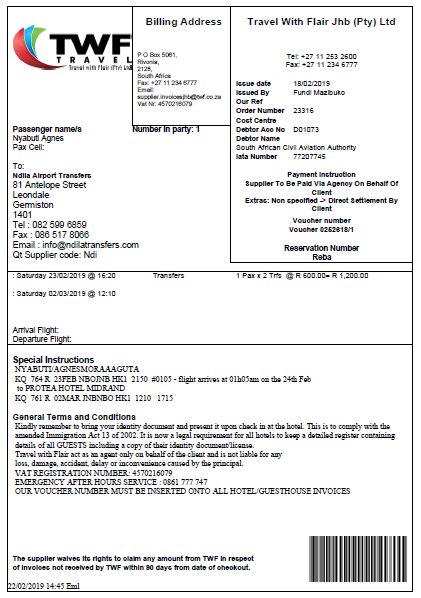 TWF
TRAVEL
Travel with Flair (Pty) Ltd
Billing Address
P O Box 5061,
Rivonia,
2128,
South Africa
Fax: +27 11 234 6777
Email:
supplier.invoicesjhb@twf.co.za
Vat Nr: 4570216079
Travel With Flair Jhb (Pty) Ltd
Tel: +27 11 253 2600
Fax: +27 11 234 6777
Issue date 18/02/2019
Issued By Fundi Mazibuko
Our Ref
Order Number 23316
Cost Centre
Debtor Acc No D01073
Debtor Name
South African Civil Aviation Authority
Iata Number 77207745
Payment Instruction
Supplier To Be Paid Via Agency On Behalf Of
Client
Extras: Non specified -> Direct Settlement By
Client
Voucher number
Voucher 0252618/1
Reservation Number
Reba
Passenger name/s Number in party: 1
Nyabuti Agnes
Pax Cell:
To:
Ndila Airport Transfers
81 Antelope Street
Leondale
Germiston
1401
Tel : 082 599 6859
Fax : 086 517 8066
Email : info@ndilatransfers.com
Qt Supplier code: Ndi
: Saturday 23/02/2019 @ 16:20 Transfers 1 Pax x 2 Trfs @ R 600.00= R 1,200.00
: Saturday 02/03/2019 @ 12:10
Arrival Flight:
Departure Flight:
Special Instructions
NYABUTI/AGNESMORAAAGUTA
KQ 764 R 23FEB NBOJNB HK1 2150 #0105 - flight arrives at 01h05am on the 24th Feb
to PROTEA HOTEL MIDRAND
KQ 761 R 02MAR JNBNBO HK1 1210 1715
General Terms and Conditions
Kindly remember to bring your identity document and present it upon check in at the hotel. This is to comply with the
amended Immigration Act 13 of 2002. It is now a legal requirement for all hotels to keep a detailed register containing
details of all GUESTS including a copy of their identity document/license.
Travel with Flair act as an agent only on behalf of the client and is not liable for any
loss, damage, accident, delay or inconvenience caused by the principal.
VAT REGISTRATION NUMBER: 4570216079
EMERGENCY AFTER HOURS SERVICE : 0861 777 747
OUR VOUCHER NUMBER MUST BE INSERTED ONTO ALL HOTEL/GUESTHOUSE INVOICES
The supplier waives its rights to claim any amount from TWF in respect
of invoices not received by TWF within 90 days from date of checkout.
22/02/2019 14:45 Eml